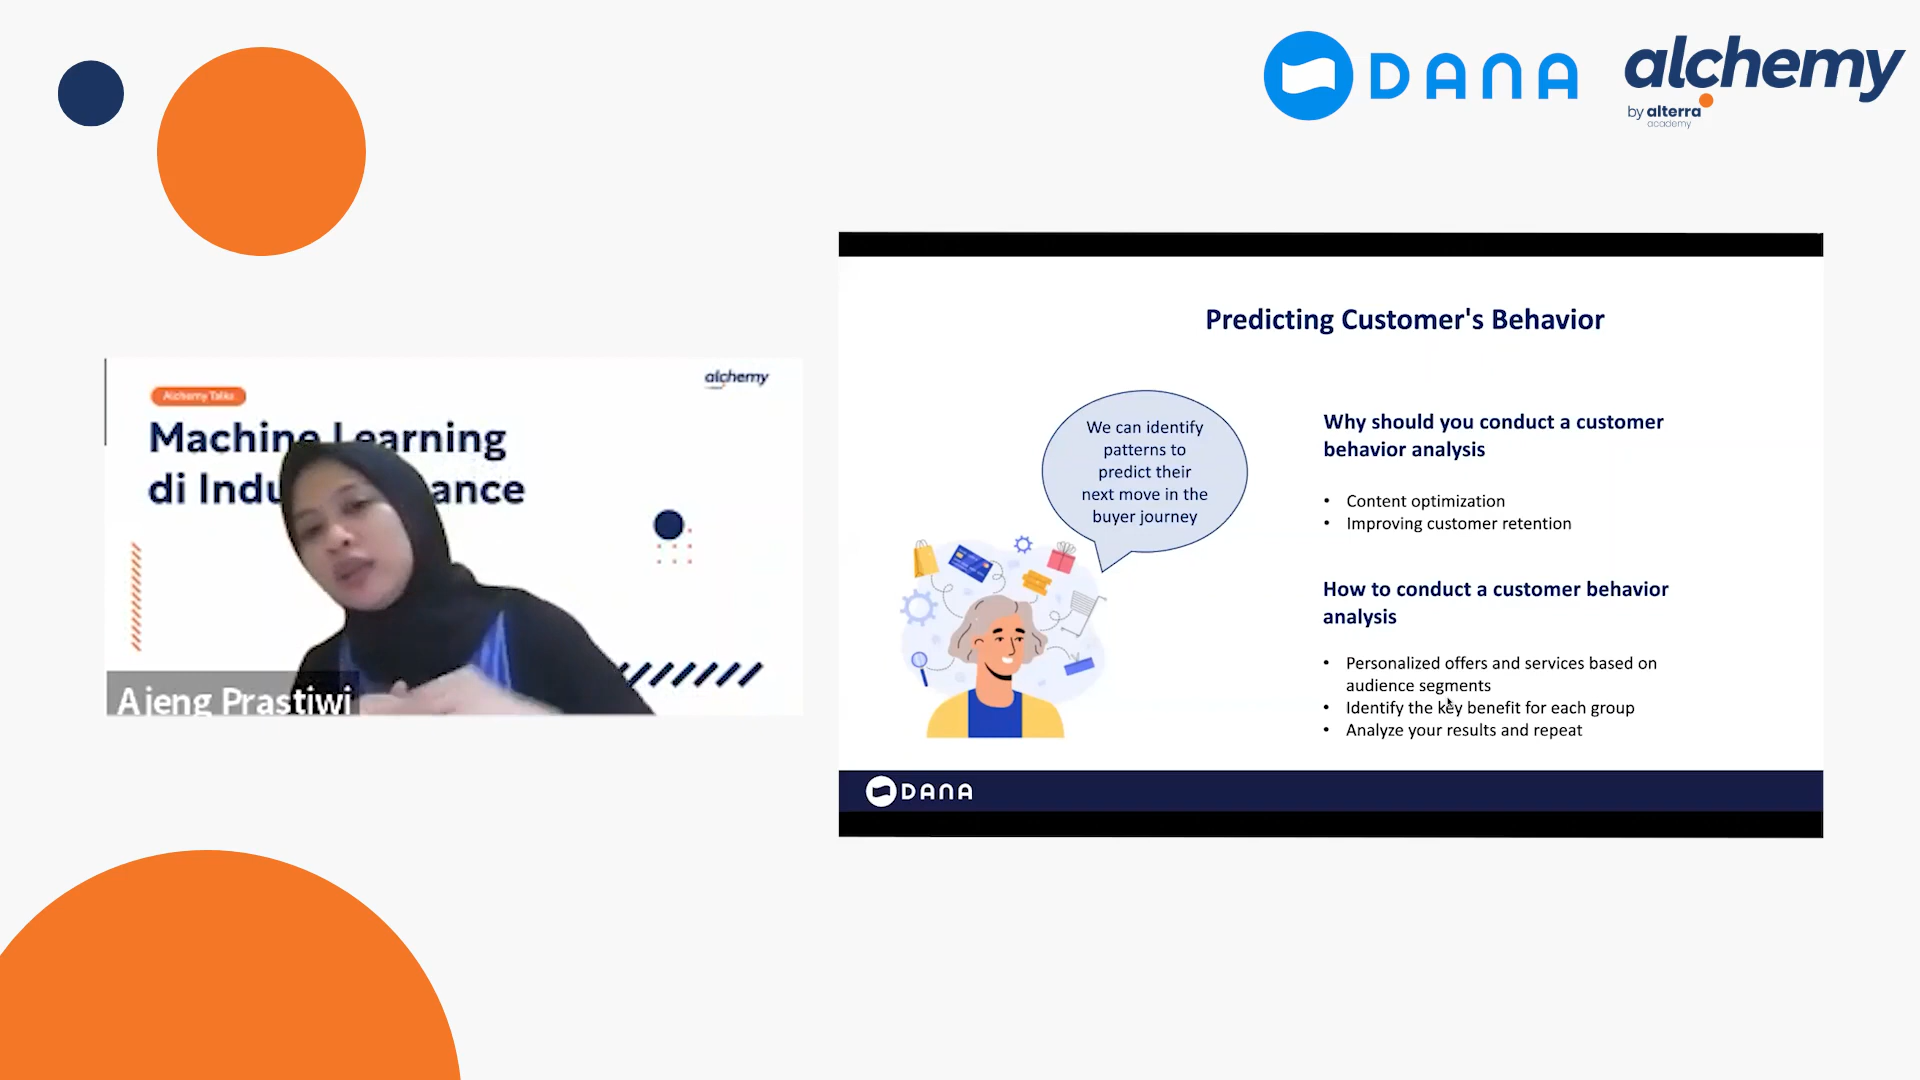 DANA
alchemy
by alterra
academy
alchemy
Alchemy Talks
Machine Learning
di Indu ance
Ajeng Prastiwi
Predicting Customer's Behavior
We can identify
patterns to
predict their
next move in the
buyer journey
Why should you conduct a customer
behavior analysis
• Content optimization
• Improving customer retention
How to conduct a customer behavior
analysis
• Personalized offers and services based on
audience segments
• Identify the key benefit for each group
• Analyze your results and repeat
DANA